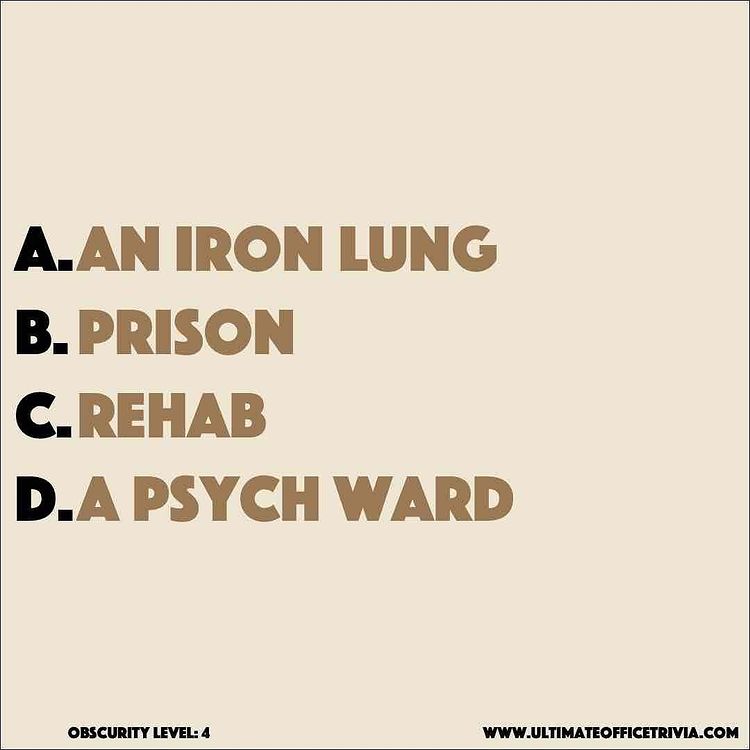 A. AN IRON LUNG
B. PRISON
C. REHAB
D. A PSYCH WARD
OBSCURITY LEVEL: 4
WWW.ULTIMATEOFFICETRIVIA.COM